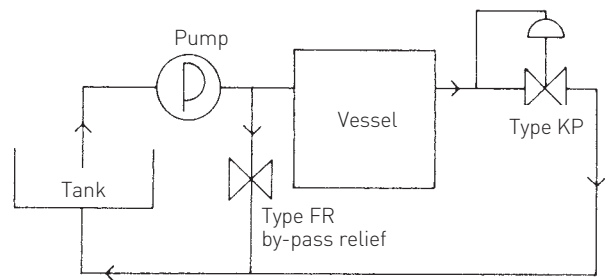 Pump
Vessel
Type KP
Tank
Type FR
by-pass relief